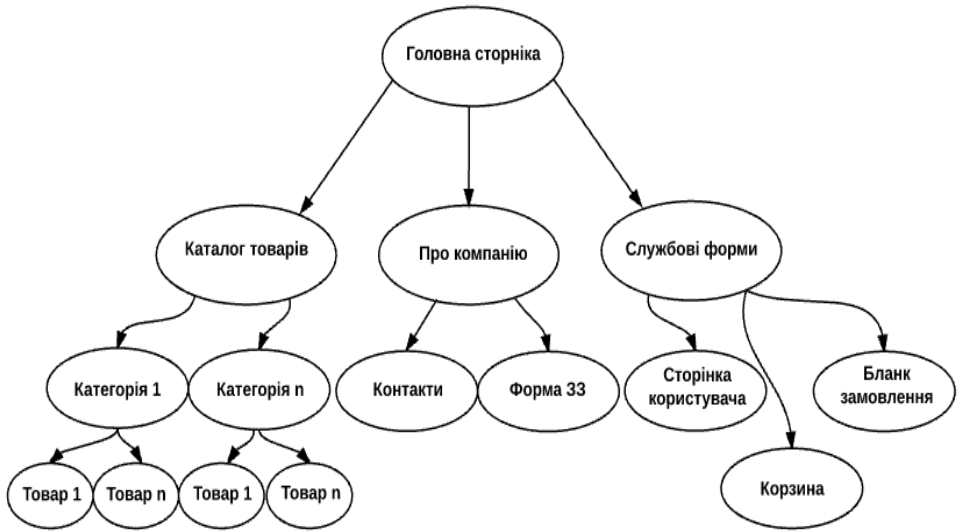 Головна сторніка
Каталог товарів
Про компанію
Службові форми
Категорія 1
Категорія n
Контакти
Форма ЗЗ
Сторінка
користувача
Бланк
замовлення
Товар 1
Товар n
Товар 1
Товар n
Корзина